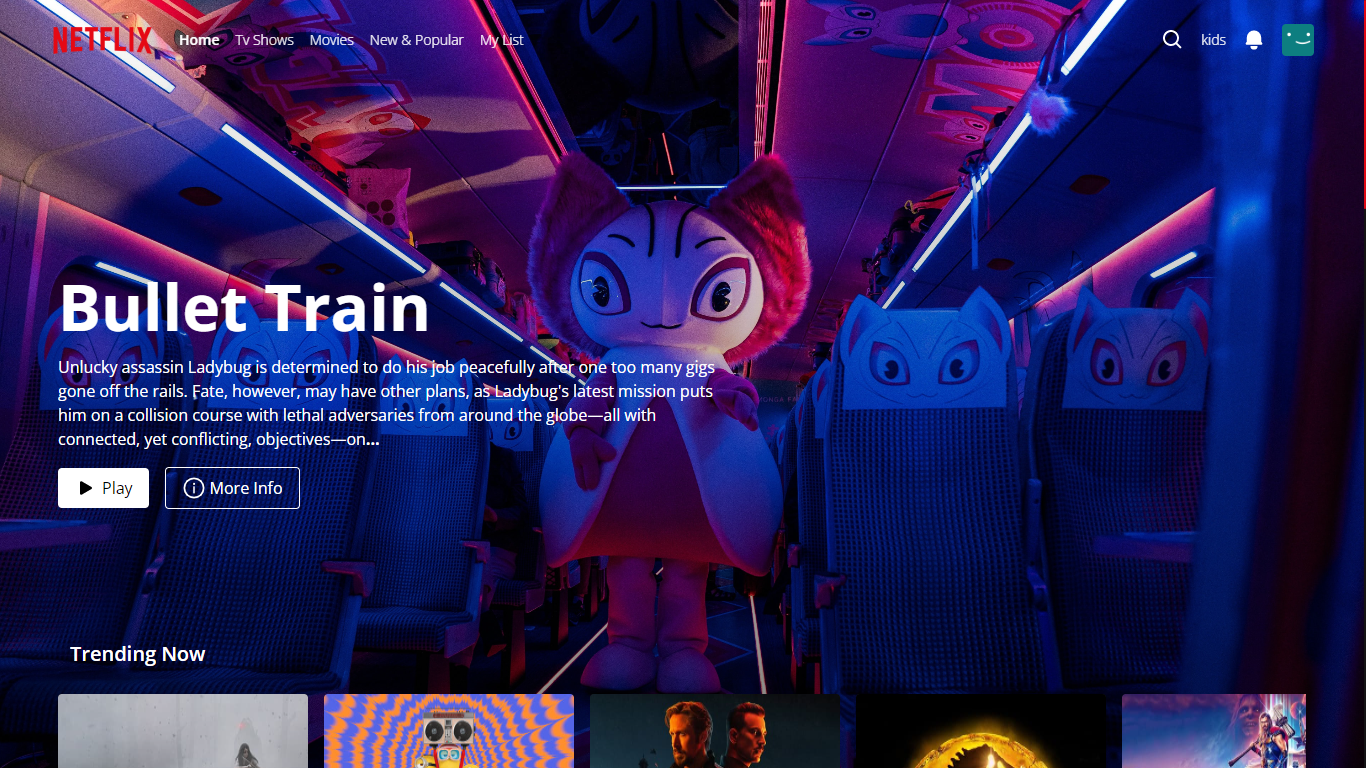 NETFLIX
Home
Tv Shows
Movies
New & Popular
My List
kids
Bullet Train
Unlucky assassin Ladybug is determined to do his job peacefully after one too many gigs
gone off the rails. Fate, however, may have other plans, as Ladybug's latest mission puts
him on a collision course with lethal adversaries from around the globe—all with
connected, yet conflicting, objectives—on...
Play
More Info
Trending Now